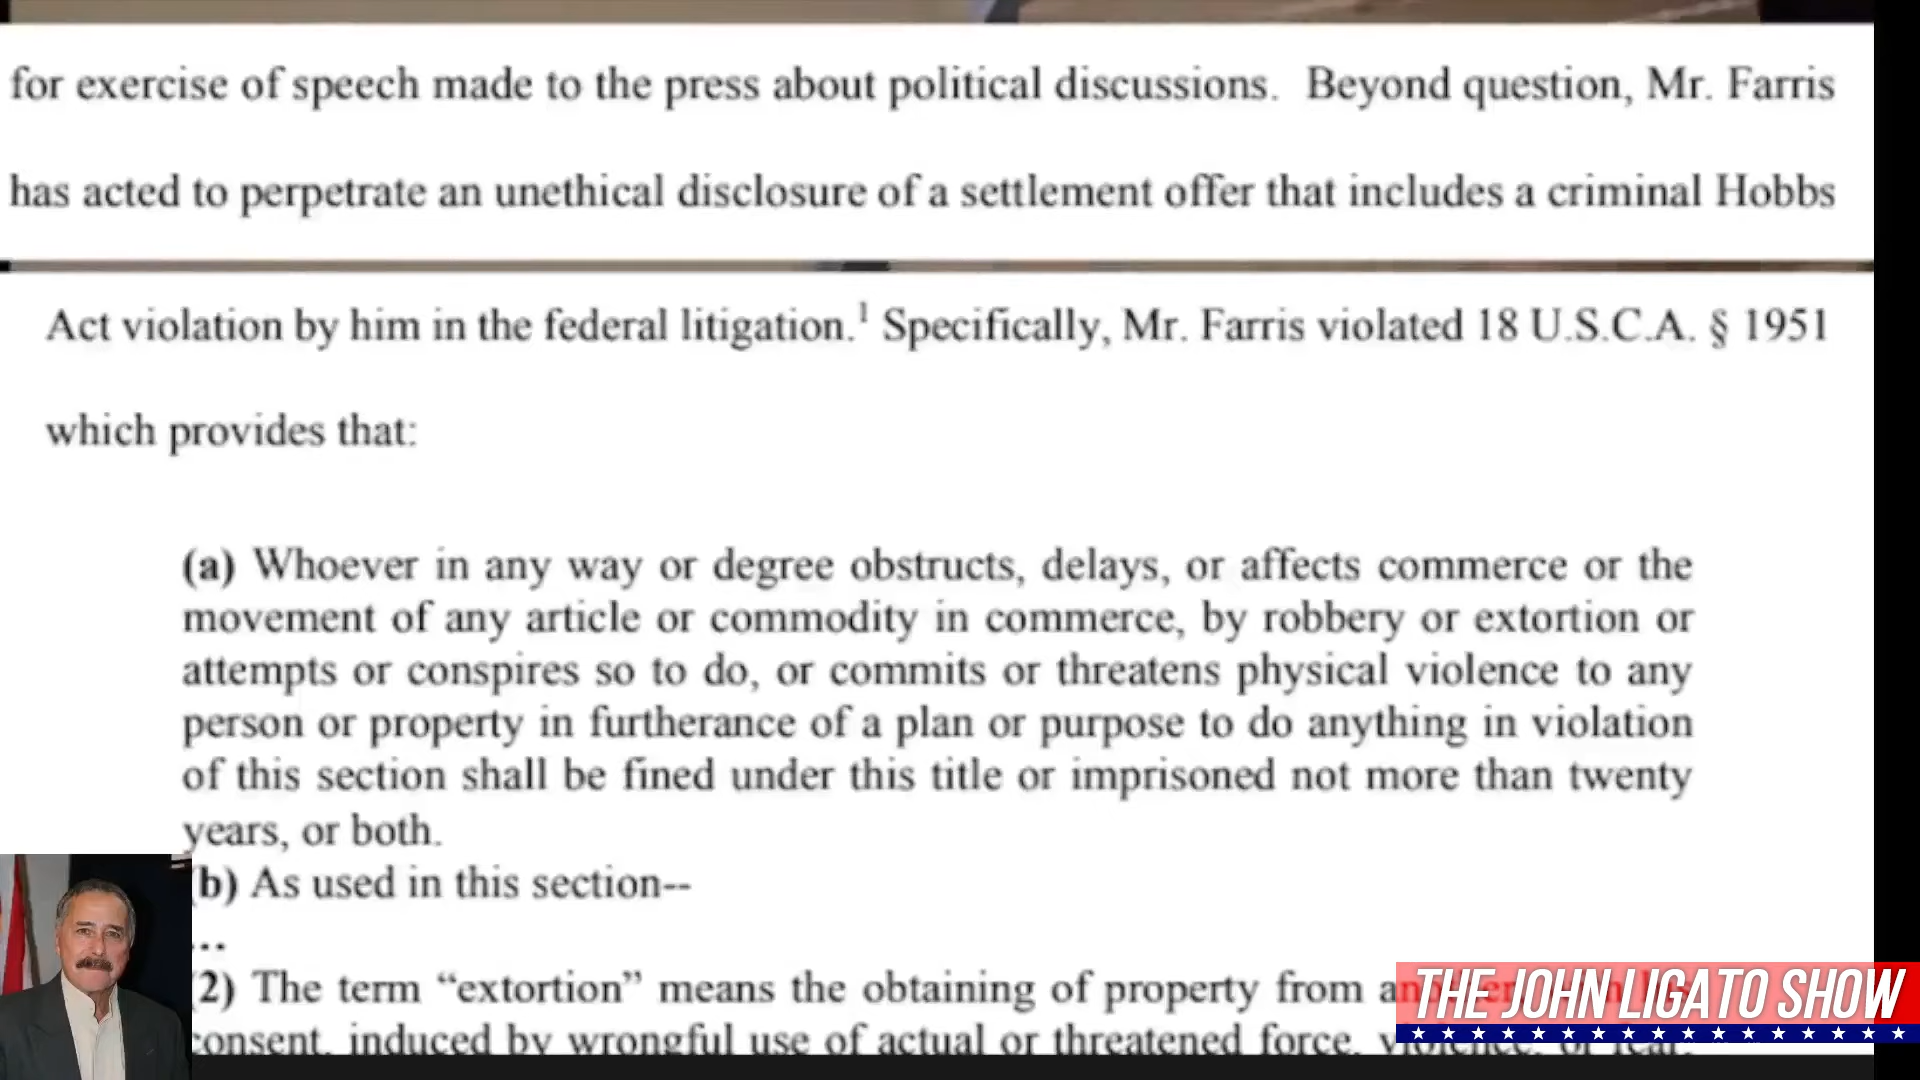 for exercise of speech made to the press about political discussions. Beyond question, Mr. Farris
has acted to perpetrate an unethical disclosure of a settlement offer that includes a criminal Hobbs
Act violation by him in the federal litigation.1 Specifically, Mr. Farris violated 18 U.S.C.A. § 1951
which provides that:
(a) Whoever in any way or degree obstructs, delays, or affects commerce or the
movement of any article or commodity in commerce, by robbery or extortion or
attempts or conspires so to do, or commits or threatens physical violence to any
person or property in furtherance of a plan or purpose to do anything in violation
of this section shall be fined under this title or imprisoned not more than twenty
years, or both.
b) As used in this section--
...
2) The term “extortion” means the obtaining of property from
consent, induced by wrongful use of actual or threatened force, violence, or fear,
THE JOHN LIGATO SHOW